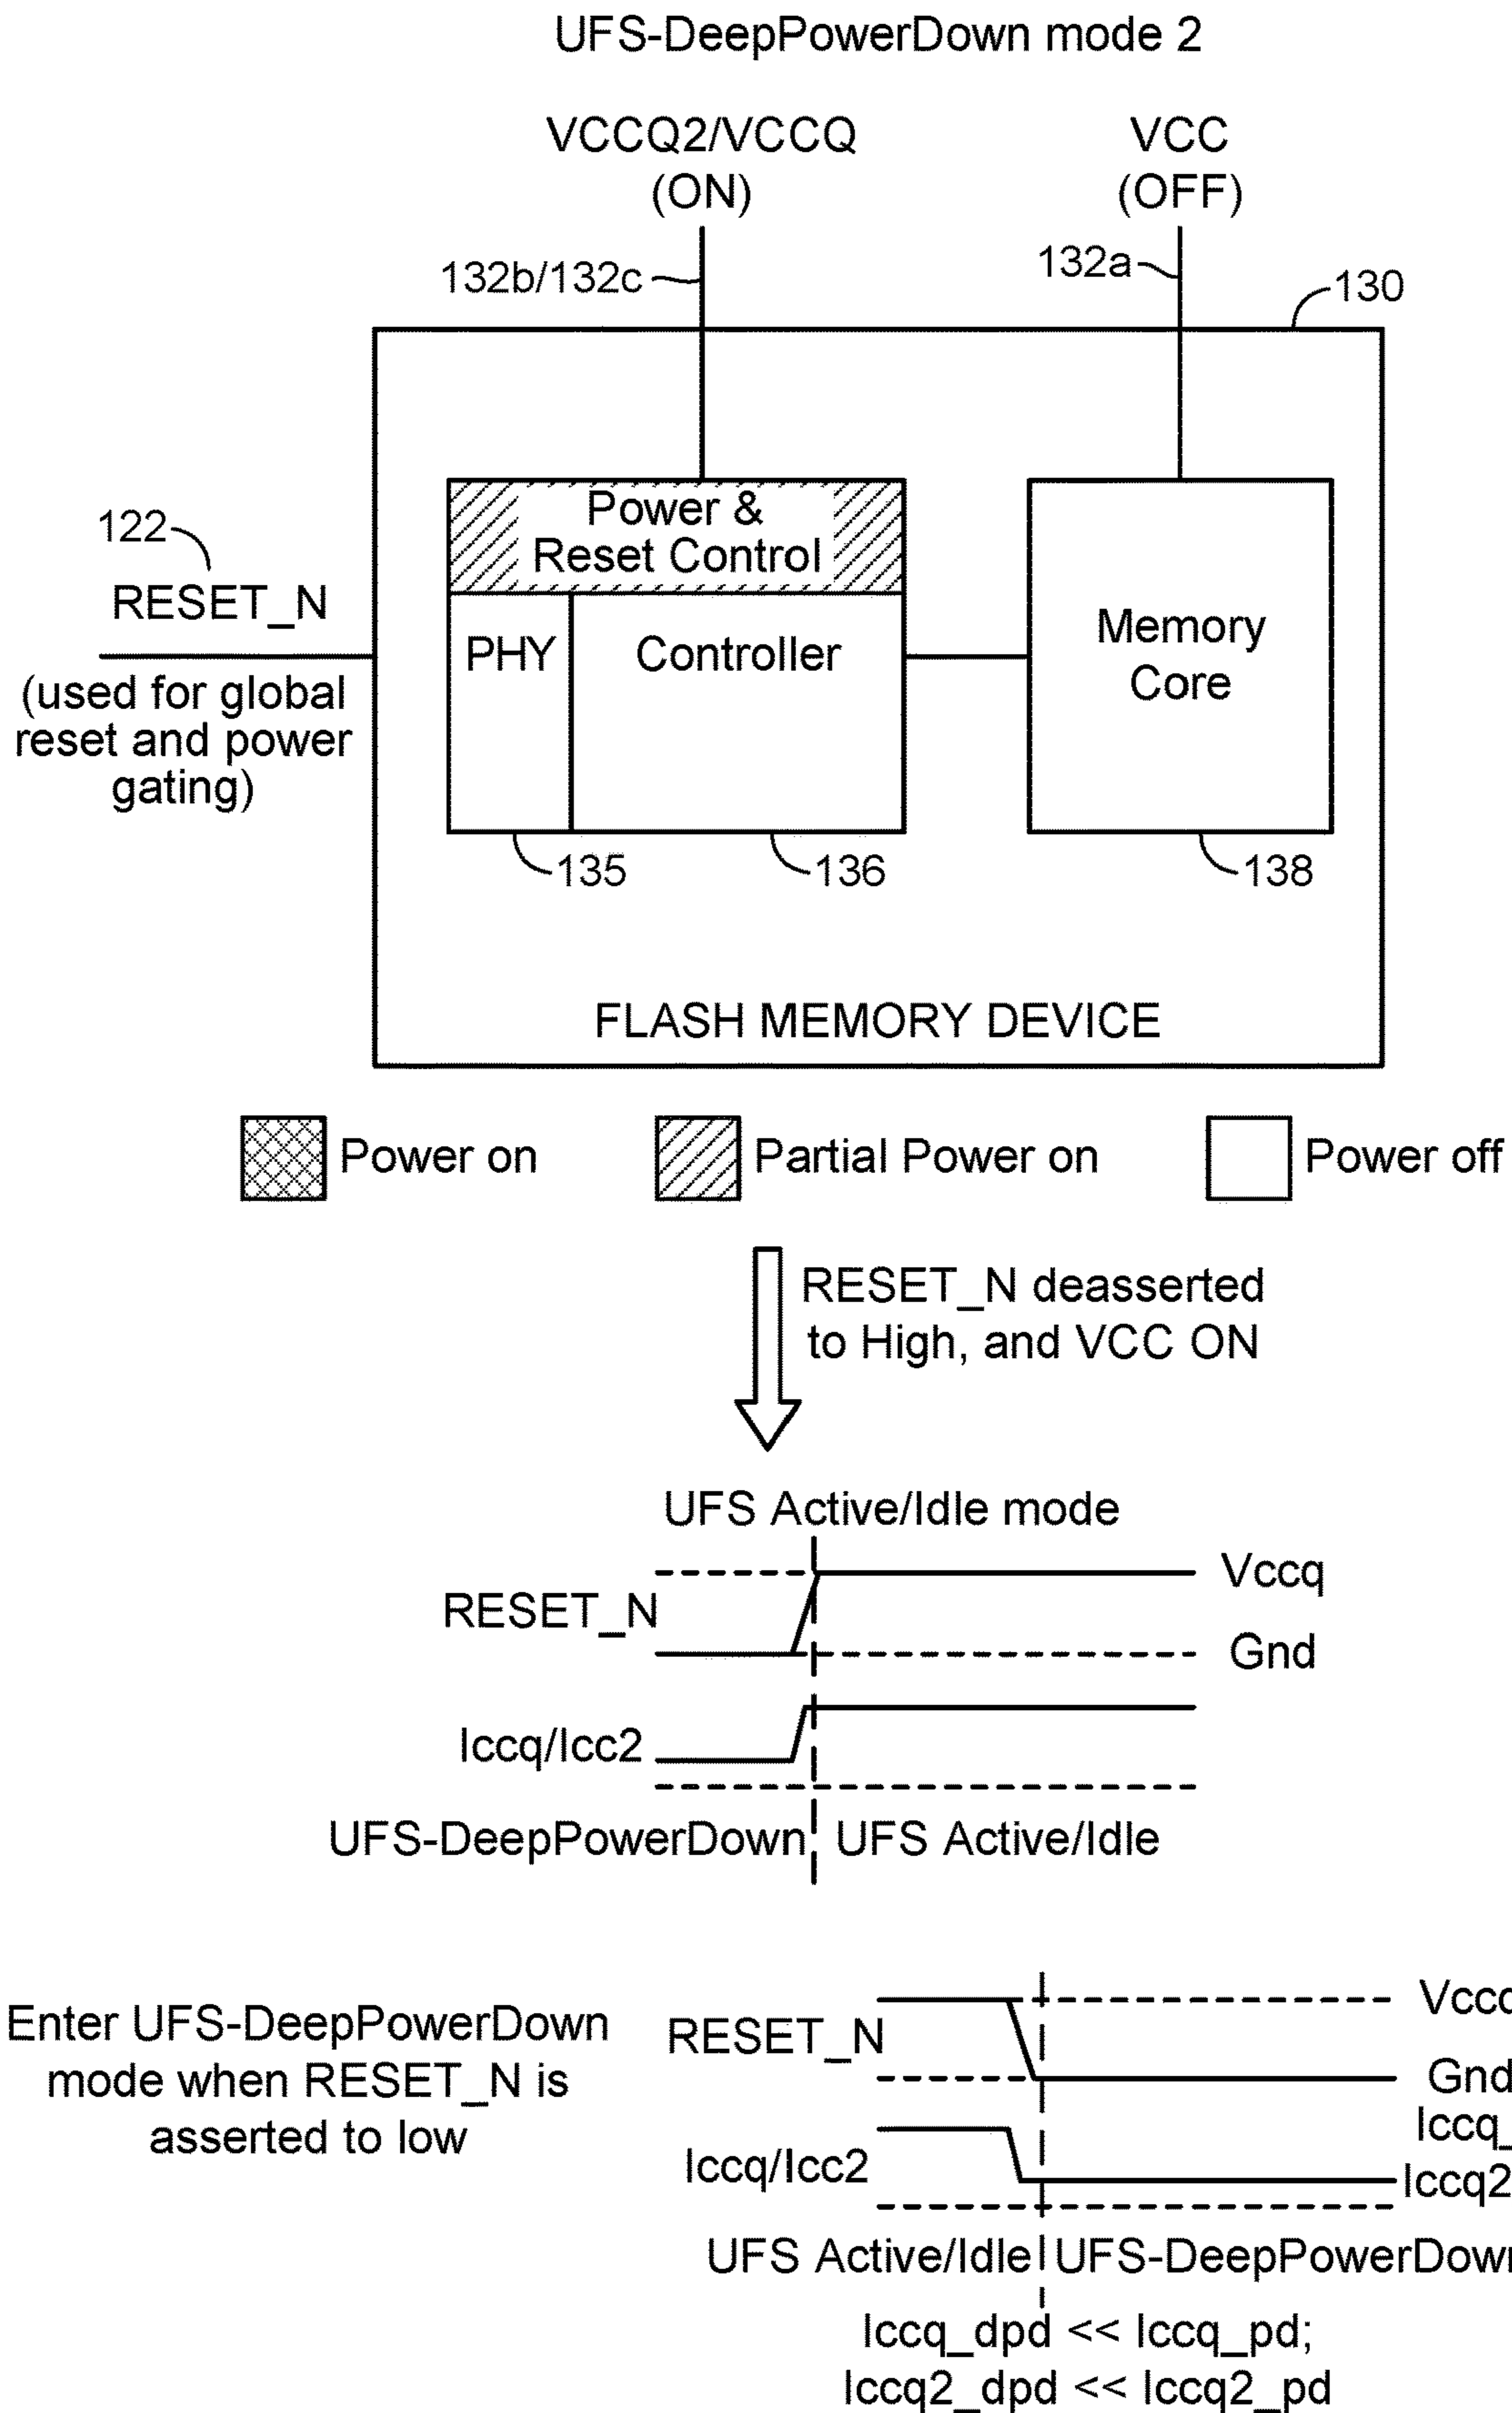 UFS-DeepPowerDown mode 2
VCCQ2/VCCQ
(ON)
VCC
(OFF)
132b/132c
132a
130
122
RESET_N
(used for global
reset and power
gating)
Power &
Reset Control
PHY
Controller
Memory
Core
135
136
138
FLASH MEMORY DEVICE
Power on
Partial Power on
Power off
RESET_N deasserted
to High, and VCC ON
UFS Active/Idle mode
RESET_N
Vccq
Gnd
Iccq/Icc2
UFS-DeepPowerDown
UFS Active/Idle
Enter UFS-DeepPowerDown
mode when RESET_N is
asserted to low
RESET_N
Gnd
Iccq/Icc2
UFS Active/Idle
UFS-DeepPowerDown
Iccq_dpd << Iccq_pd;
Iccq2_dpd << Iccq2_pd